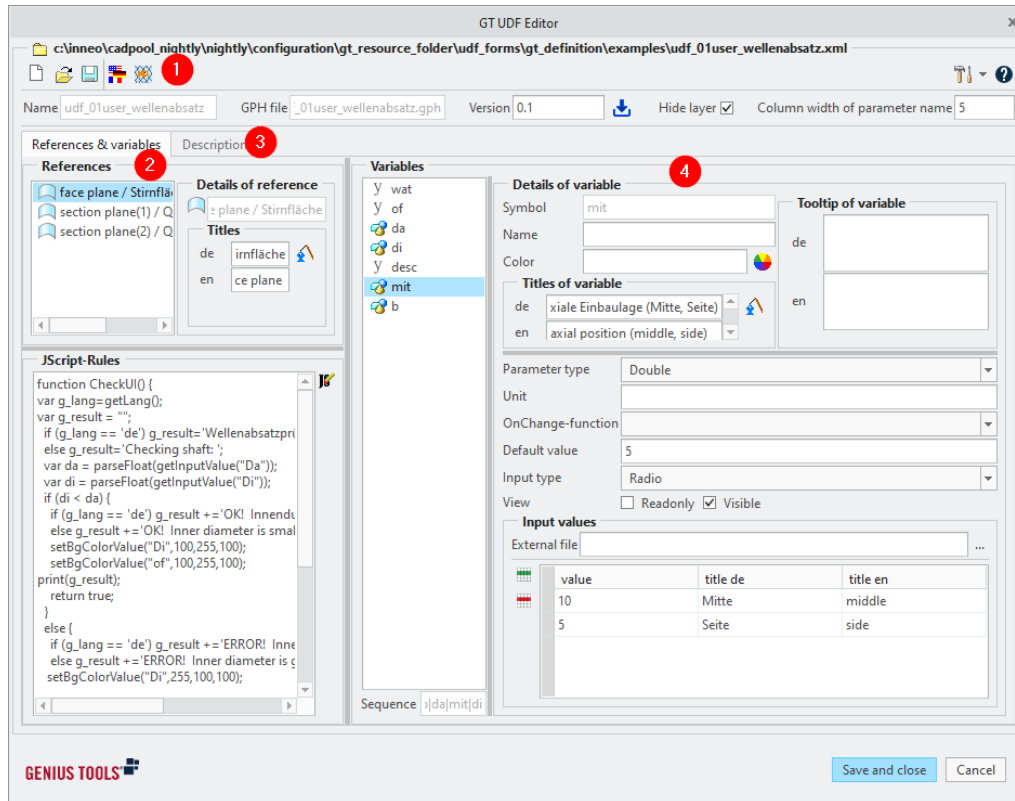 GT UDF Editor
c:\inneo\cadpool_nightly\nightly\configuration\gt_resource_folder\udf_forms\gt_definition\examples\udf_01user_wellenabsatz.xml
1
Name udf_01user_wellenabsatz GPH file _01user_wellenabsatz.gph Version 0.1 Hide layer Column width of parameter name 5
References & variables Description 3
References 2
face plane / Stirnflä
section plane(1) / Q
section plane(2) / Q
Details of reference
plane / Stirnfläche
Titles
de irnfläche
en ce plane
JScript-Rules
function CheckUI() {
var g_lang=getLang();
var g_result = "";
if (g_lang == 'de') g_result='Wellenabsatzprü
else g_result='Checking shaft: ';
var da = parseFloat(getInputValue("Da"));
var di = parseFloat(getInputValue("Di"));
if (di < da) {
if (g_lang == 'de') g_result +='OK!  Innendu
else g_result +='OK!  Inner diameter is smal
setBgColorValue("Di",100,255,100);
setBgColorValue("of",100,255,100);
print(g_result);
return true;
}
else {
if (g_lang == 'de') g_result +='ERROR!  Inne
else g_result +='ERROR!  Inner diameter is g
setBgColorValue("Di",255,100,100);
Variables
y wat
y of
da
di
y desc
mit
b
Sequence |da|mit|di
4
Details of variable
Symbol mit
Name
Color
Titles of variable
de xiale Einbaulage (Mitte, Seite)
en axial position (middle, side)
Tooltip of variable
de
en
Parameter type Double
Unit
OnChange-function
Default value 5
Input type Radio
View Readonly Visible
Input values
External file ...
value title de title en
10 Mitte middle
5 Seite side
GENIUS TOOLS
Save and close Cancel